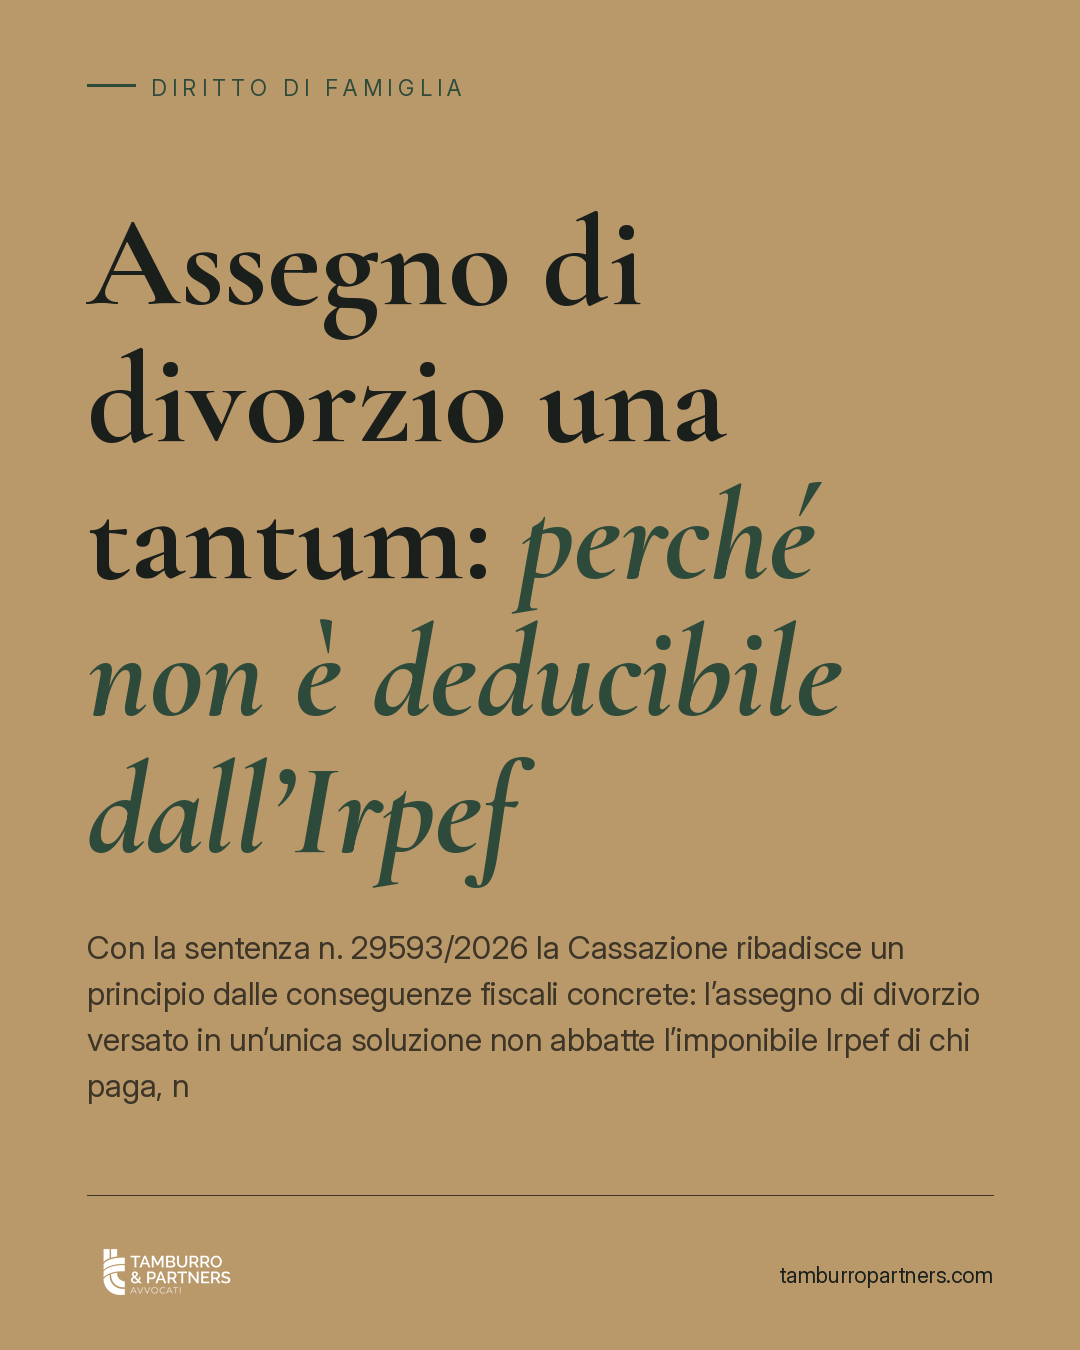 DIRITTO DI FAMIGLIA
Assegno di
divorzio una
tantum: perché
non è deducibile
dall’Irpef
Con la sentenza n. 29593/2026 la Cassazione ribadisce un
principio dalle conseguenze fiscali concrete: l’assegno di divorzio
versato in un’unica soluzione non abbatte l’imponibile Irpef di chi
paga, n
TAMBURRO
& PARTNERS
AVVOCATI
tamburropartners.com